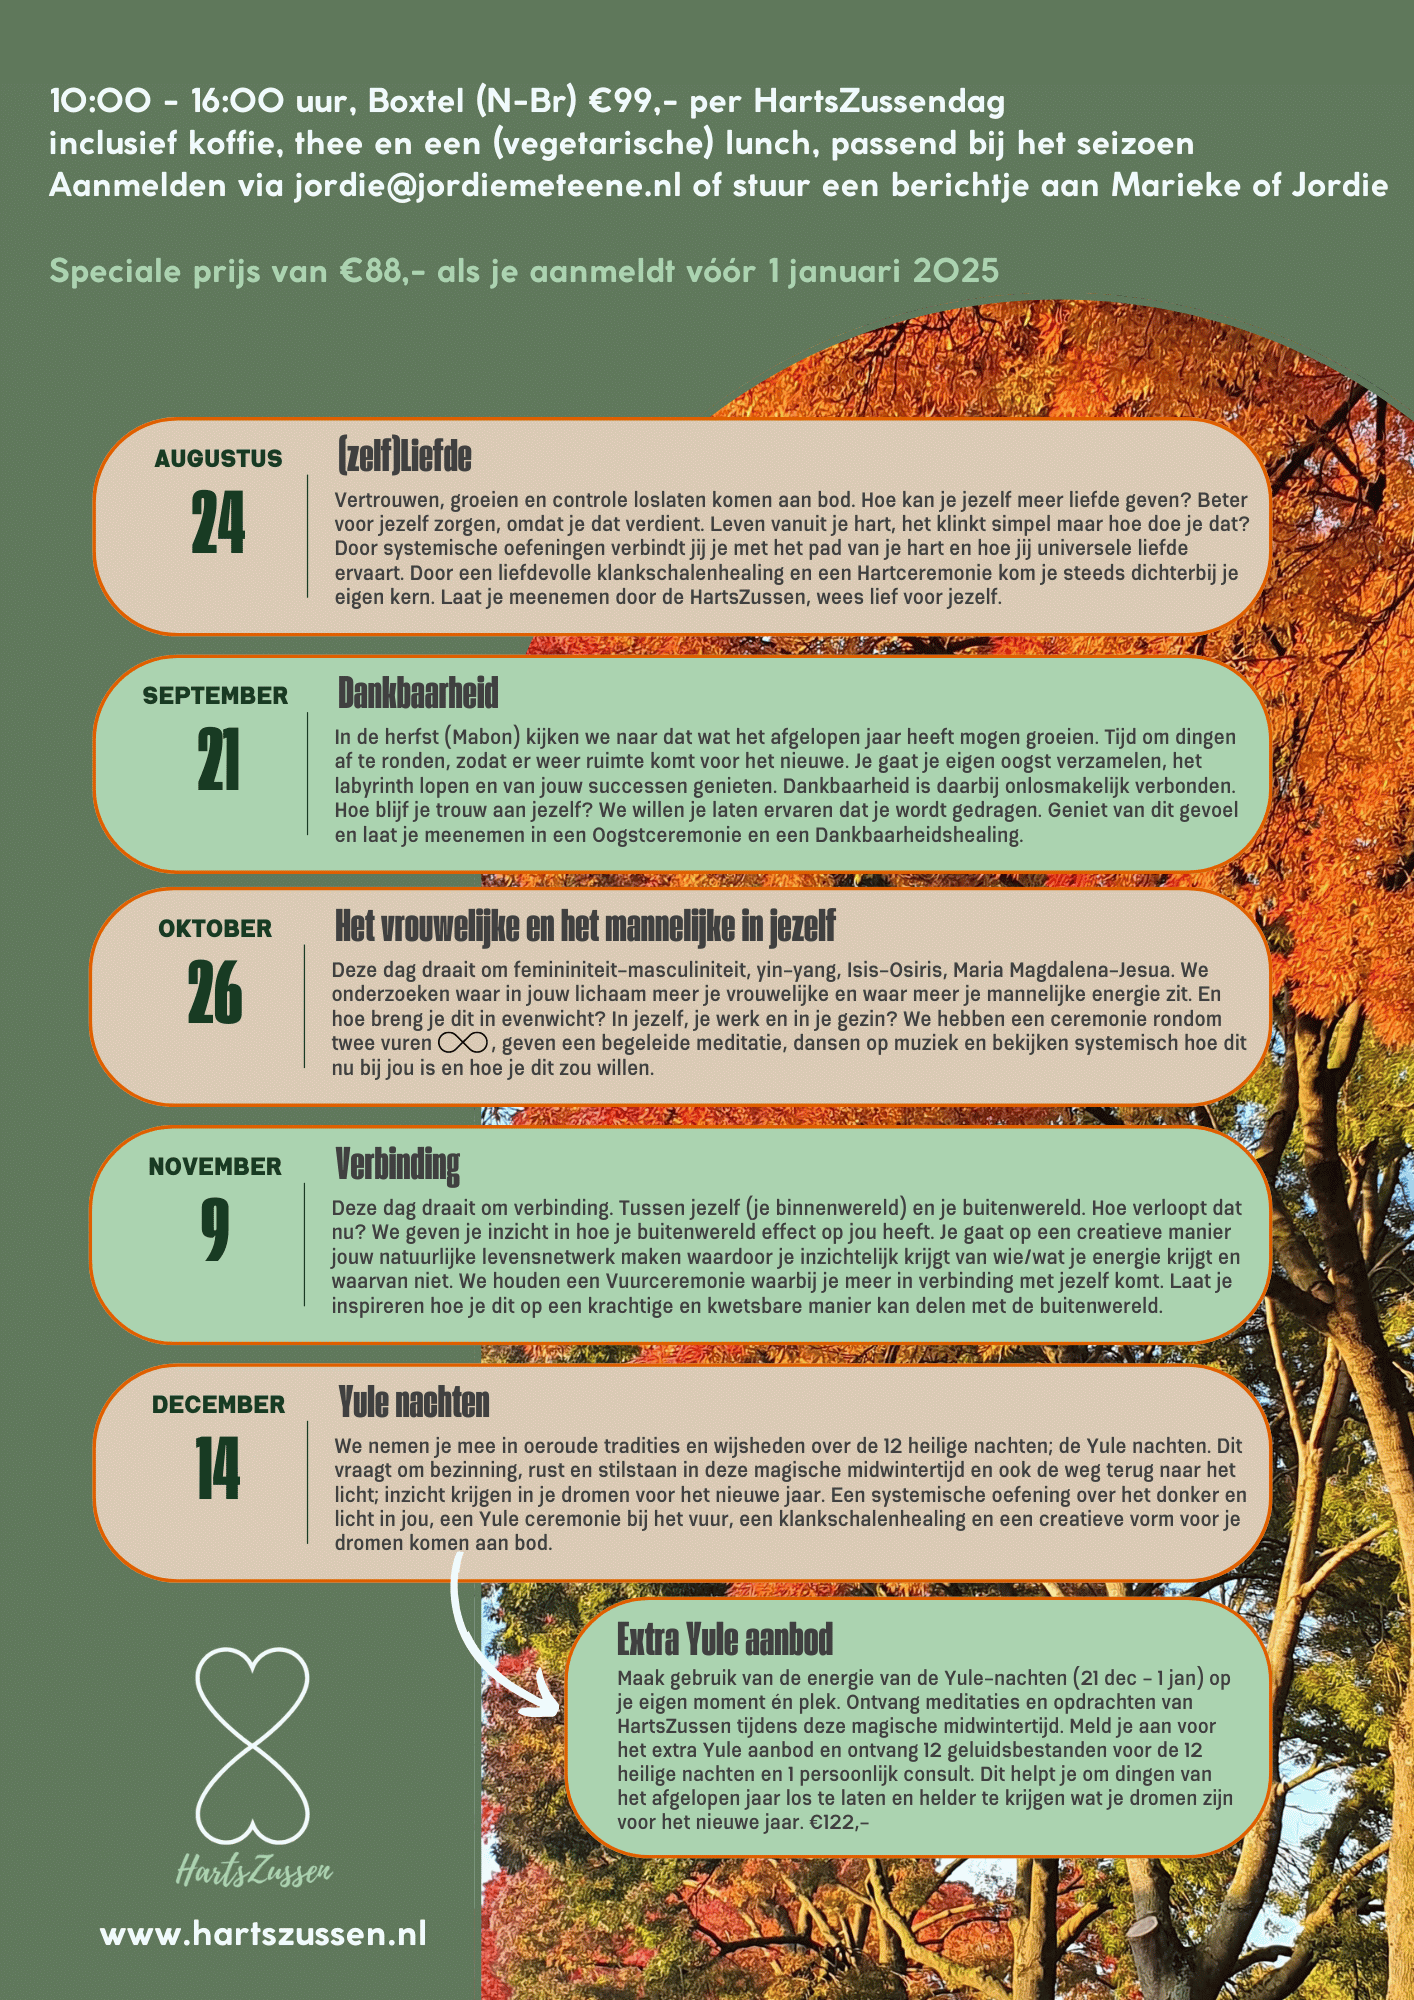 10:00 - 16:00 uur, Boxtel (N-Br) €99,- per HartsZussendag
inclusief koffie, thee en een (vegetarische) lunch, passend bij het seizoen
Aanmelden via jordie@jordiemeteene.nl of stuur een berichtje aan Marieke of Jordie
Speciale prijs van €88,- als je aanmeldt vóór 1 januari 2025
AUGUSTUS
24
(zelf)Liefde
Vertrouwen, groeien en controle loslaten komen aan bod. Hoe kan je jezelf meer liefde geven? Beter
voor jezelf zorgen, omdat je dat verdient. Leven vanuit je hart, het klinkt simpel maar hoe doe je dat?
Door systemische oefeningen verbindt jij je met het pad van je hart en hoe jij universele liefde
ervaart. Door een liefdevolle klankschalenhealing en een Hartceremonie kom je steeds dichterbij je
eigen kern. Laat je meenemen door de HartsZussen, wees lief voor jezelf.
SEPTEMBER
21
Dankbaarheid
In de herfst (Mabon) kijken we naar dat wat het afgelopen jaar heeft mogen groeien. Tijd om dingen
af te ronden, zodat er weer ruimte komt voor het nieuwe. Je gaat je eigen oogst verzamelen, het
labyrinth lopen en van jouw successen genieten. Dankbaarheid is daarbij onlosmakelijk verbonden.
Hoe blijf je trouw aan jezelf? We willen je laten ervaren dat je wordt gedragen. Geniet van dit gevoel
en laat je meenemen in een Oogstceremonie en een Dankbaarheidshealing.
OKTOBER
26
Het vrouwelijke en het mannelijke in jezelf
Deze dag draait om femininiteit-masculiniteit, yin-yang, Isis-Osiris, Maria Magdalena-Jesua. We
onderzoeken waar in jouw lichaam meer je vrouwelijke en waar meer je mannelijke energie zit. En
hoe breng je dit in evenwicht? In jezelf, je werk en in je gezin? We hebben een ceremonie rondom
twee vuren ∞, geven een begeleide meditatie, dansen op muziek en bekijken systemisch hoe dit
nu bij jou is en hoe je dit zou willen.
NOVEMBER
9
Verbinding
Deze dag draait om verbinding. Tussen jezelf (je binnenwereld) en je buitenwereld. Hoe verloopt dat
nu? We geven je inzicht in hoe je buitenwereld effect op jou heeft. Je gaat op een creatieve manier
jouw natuurlijke levensnetwerk maken waardoor je inzichtelijk krijgt van wie/wat je energie krijgt en
waarvan niet. We houden een Vuurceremonie waarbij je meer in verbinding met jezelf komt. Laat je
inspireren hoe je dit op een krachtige en kwetsbare manier kan delen met de buitenwereld.
DECEMBER
14
Yule nachten
We nemen je mee in oeroude tradities en wijsheden over de 12 heilige nachten; de Yule nachten. Dit
vraagt om bezinning, rust en stilstaan in deze magische midwintertijd en ook de weg terug naar het
licht; inzicht krijgen in je dromen voor het nieuwe jaar. Een systemische oefening over het donker en
licht in jou, een Yule ceremonie bij het vuur, een klankschalenhealing en een creatieve vorm voor je
dromen komen aan bod.
Extra Yule aanbod
Maak gebruik van de energie van de Yule-nachten (21 dec - 1 jan) op
je eigen moment én plek. Ontvang meditaties en opdrachten van
HartsZussen tijdens deze magische midwintertijd. Meld je aan voor
het extra Yule aanbod en ontvang 12 geluidsbestanden voor de 12
heilige nachten en 1 persoonlijk consult. Dit helpt je om dingen van
het afgelopen jaar los te laten en helder te krijgen wat je dromen zijn
voor het nieuwe jaar. €122,-
HartsZussen
www.hartszussen.nl